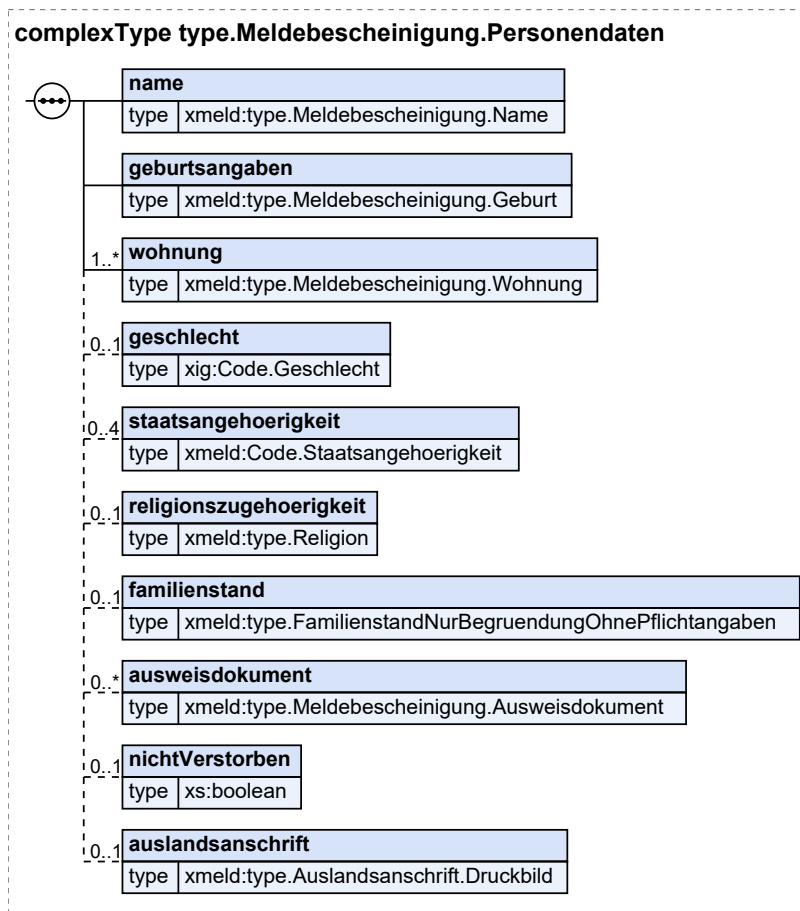 complexType type.Meldebescheinigung.Personendaten
name
type xmeld:type.Meldebescheinigung.Name
geburtsangaben
type xmeld:type.Meldebescheinigung.Geburt
1..* wohnung
type xmeld:type.Meldebescheinigung.Wohnung
0..1 geschlecht
type xig:Code.Geschlecht
0..4 staatsangehoerigkeit
type xmeld:Code.Staatsangehoerigkeit
0..1 religionszugehoerigkeit
type xmeld:type.Religion
0..1 familienstand
type xmeld:type.FamilienstandNurBegruendungOhnePflichtangaben
0..* ausweisdokument
type xmeld:type.Meldebescheinigung.Ausweisdokument
0..1 nichtVerstorben
type xs:boolean
0..1 auslandsanschrift
type xmeld:type.Auslandsanschrift.Druckbild